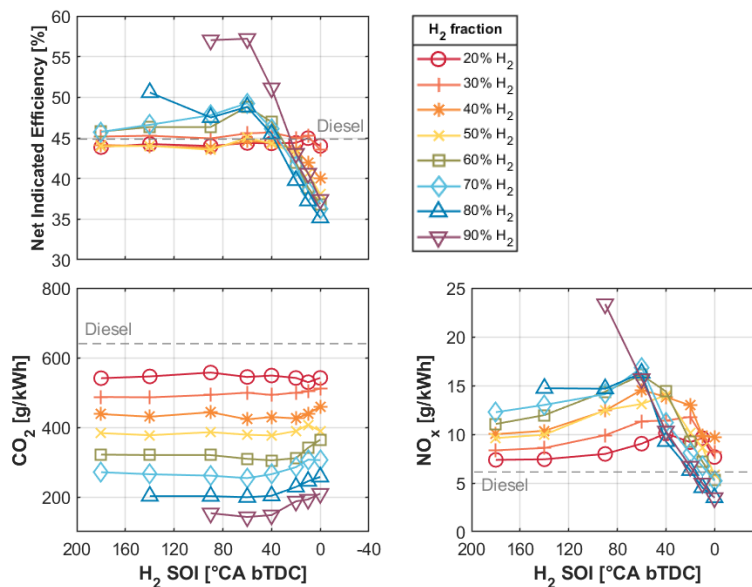 60
55
50
45
40
35
30
Net Indicated Efficiency [%]
Diesel
H₂ fraction
20% H₂
30% H₂
40% H₂
50% H₂
60% H₂
70% H₂
80% H₂
90% H₂
800
600
400
200
CO₂ [g/kWh]
Diesel
200 160 120 80 40 0 -40
H₂ SOI [°CA bTDC]
25
20
15
10
5
0
NOₓ [g/kWh]
Diesel
200 160 120 80 40 0 -40
H₂ SOI [°CA bTDC]